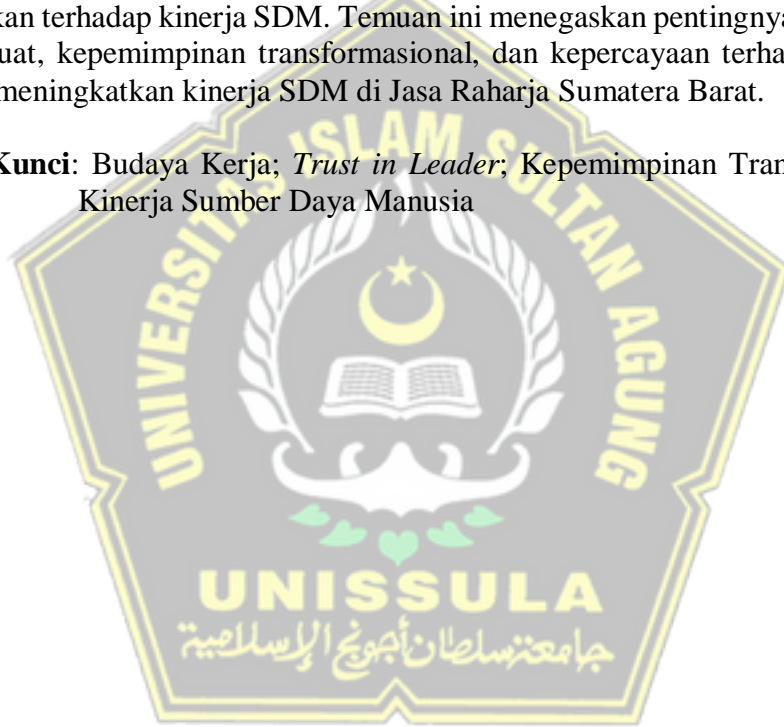 kan terhadap kinerja SDM. Temuan ini menegaskan pentingnya
uat, kepemimpinan transformasional, dan kepercayaan terha
meningkatkan kinerja SDM di Jasa Raharja Sumatera Barat.
Kunci: Budaya Kerja; Trust in Leader; Kepemimpinan Tran
Kinerja Sumber Daya Manusia
UNIVERSITAS ISLAM SULTAN AGUNG
UNISSULA
جامعة سلطان أجونج الإسلامية